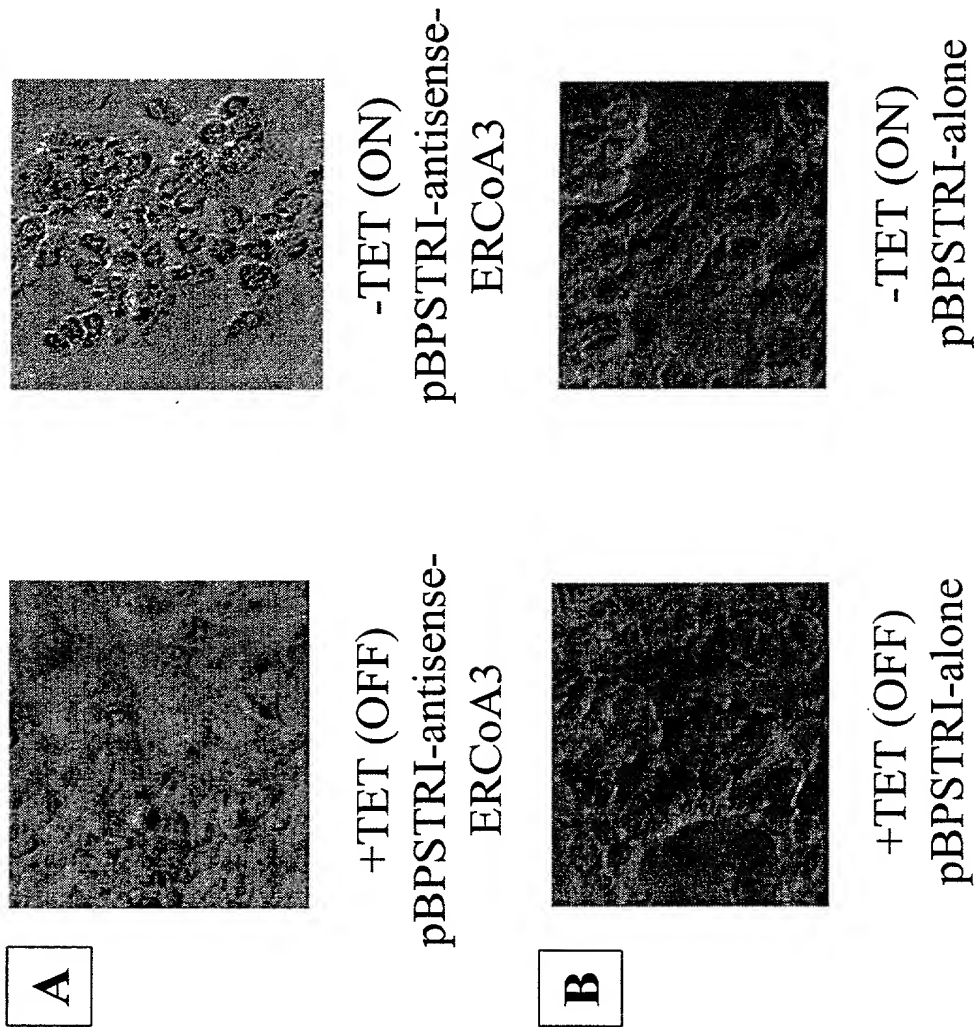 A
+TET (OFF)
pBPSTRI-antisense-
ERCoA3
-TET (ON)
pBPSTRI-antisense-
ERCoA3
B
+TET (OFF)
pBPSTRI-alone
-TET (ON)
pBPSTRI-alone